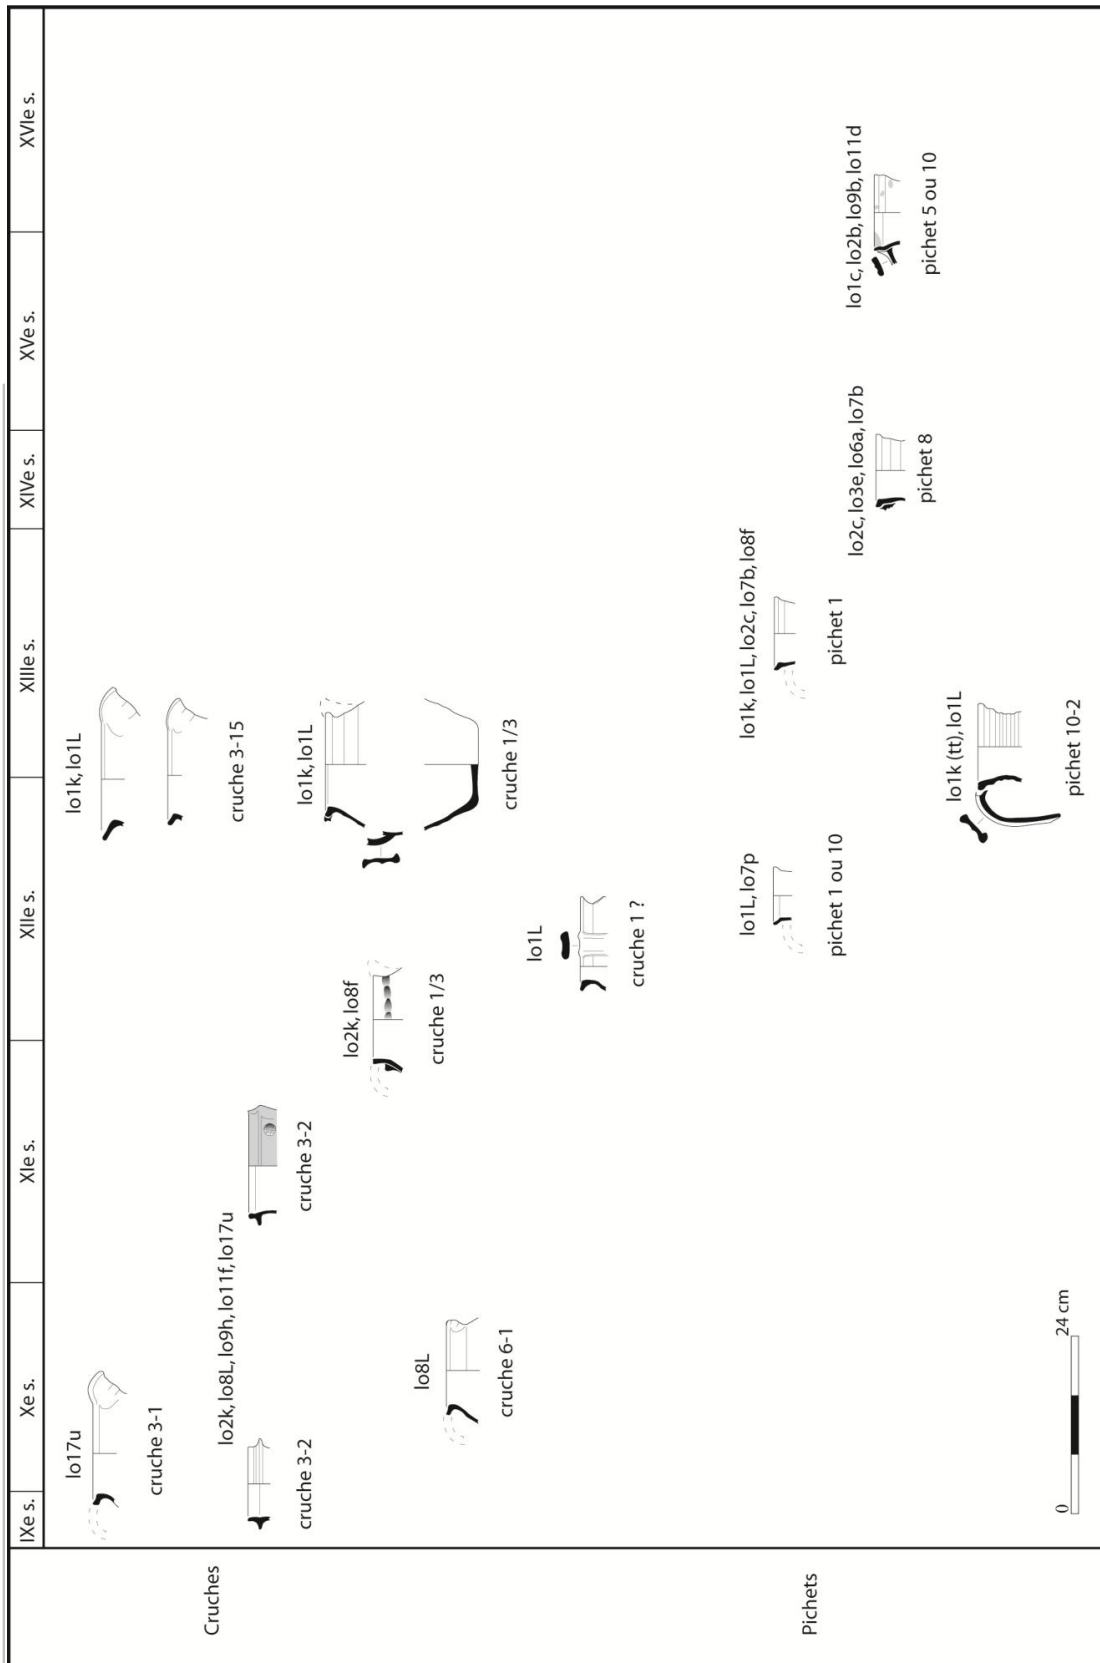 IXe s.
Xe s.
XIe s.
XIIe s.
XIIIe s.
XIVe s.
XVe s.
XVIe s.
Cruches
lo17u
cruche 3-1
lo1k, lo1L
cruche 3-15
lo2k, lo8L, lo9h, lo11f, lo17u
cruche 3-2
cruche 3-2
lo1k, lo1L
cruche 1/3
lo2k, lo8f
cruche 1/3
lo8L
cruche 6-1
lo1L
cruche 1 ?
Pichets
lo1L, lo7p
pichet 1 ou 10
lo1k, lo1L, lo2c, lo7b, lo8f
pichet 1
lo2c, lo3e, lo6a, lo7b
pichet 8
lo1c, lo2b, lo9b, lo11d
pichet 5 ou 10
lo1k (tt), lo1L
pichet 10-2
0
24 cm